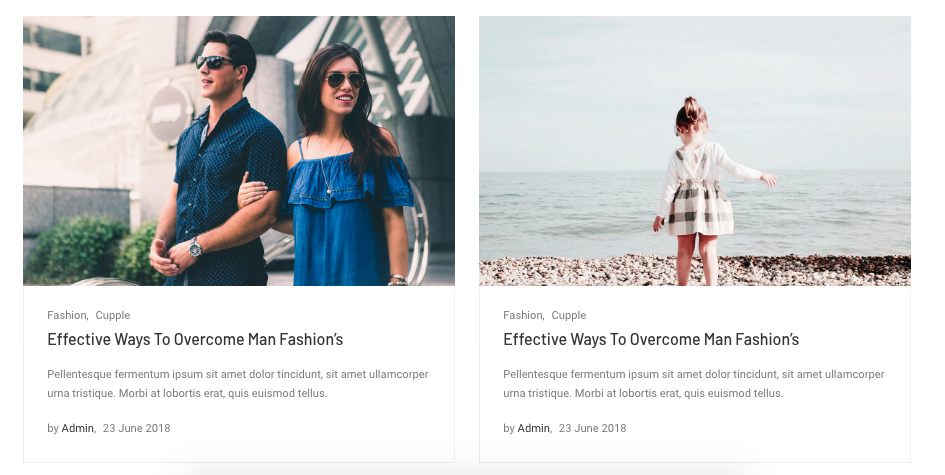 Fashion, Cupple
Effective Ways To Overcome Man Fashion's
Pellentesque fermentum ipsum sit amet dolor tincidunt, sit amet ullamcorper
urna tristique. Morbi at lobortis erat, quis euismod tellus.
by Admin, 23 June 2018
Fashion, Cupple
Effective Ways To Overcome Man Fashion's
Pellentesque fermentum ipsum sit amet dolor tincidunt, sit amet ullamcorper
urna tristique. Morbi at lobortis erat, quis euismod tellus.
by Admin, 23 June 2018